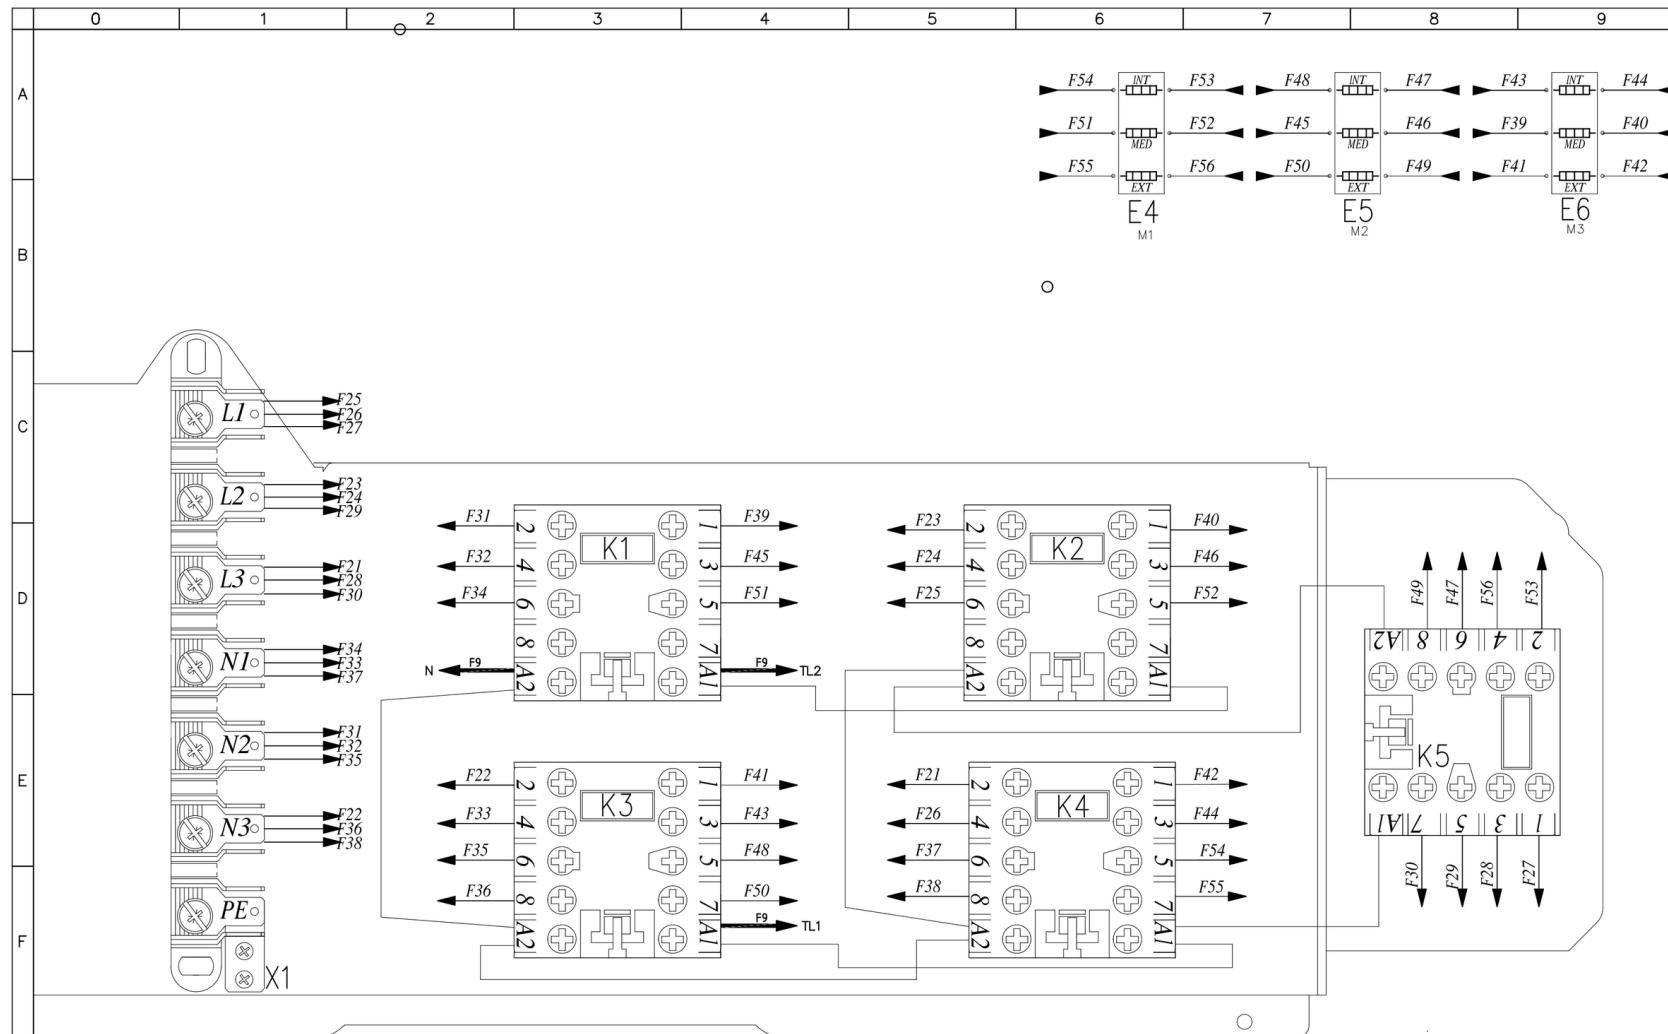 0 1 2 3 4 5 6 7 8 9
A
F54 INT F53 F48 INT F47 F43 INT F44
F51 MED F52 F45 MED F46 F39 MED F40
F55 EXT F56 F50 EXT F49 F41 EXT F42
E4 E5 E6
M1 M2 M3
B
C
L1 F25
F26
F27
L2 F23
F24
F29
L3 F21
F28
F30
N1 F34
F33
F37
N2 F31
F32
F35
N3 F22
F36
F38
PE
X1
D
F31 2 K1 1 F39
F32 4 3 F45
F34 6 5 F51
8 7
N F9 A2 A1 F9 TL2
F23 2 K2 1 F40
F24 4 3 F46
F25 6 5 F52
8 7
A2 A1
F49 F47 F56 F53
A2 8 6 4 2
K5
A1 7 5 3 1
F30 F29 F28 F27
E
F22 2 K3 1 F41
F33 4 3 F43
F35 6 5 F48
F36 8 7 F50
A2 A1 F9 TL1
F21 2 K4 1 F42
F26 4 3 F44
F37 6 5 F54
F38 8 7 F55
A2 A1
F